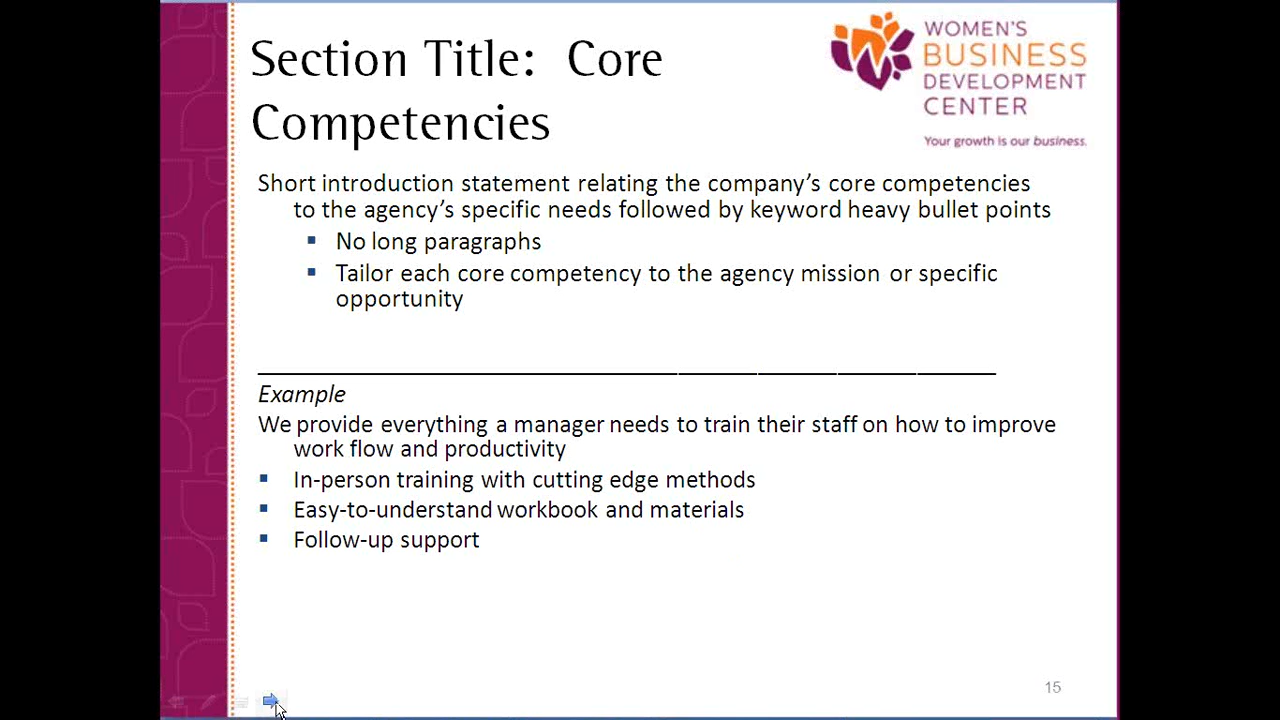 Section Title: Core
Competencies
WOMEN'S
BUSINESS
DEVELOPMENT
CENTER
Your growth is our business.
Short introduction statement relating the company’s core competencies
to the agency’s specific needs followed by keyword heavy bullet points
▪ No long paragraphs
▪ Tailor each core competency to the agency mission or specific
opportunity
Example
We provide everything a manager needs to train their staff on how to improve
work flow and productivity
▪ In-person training with cutting edge methods
▪ Easy-to-understand workbook and materials
▪ Follow-up support
15